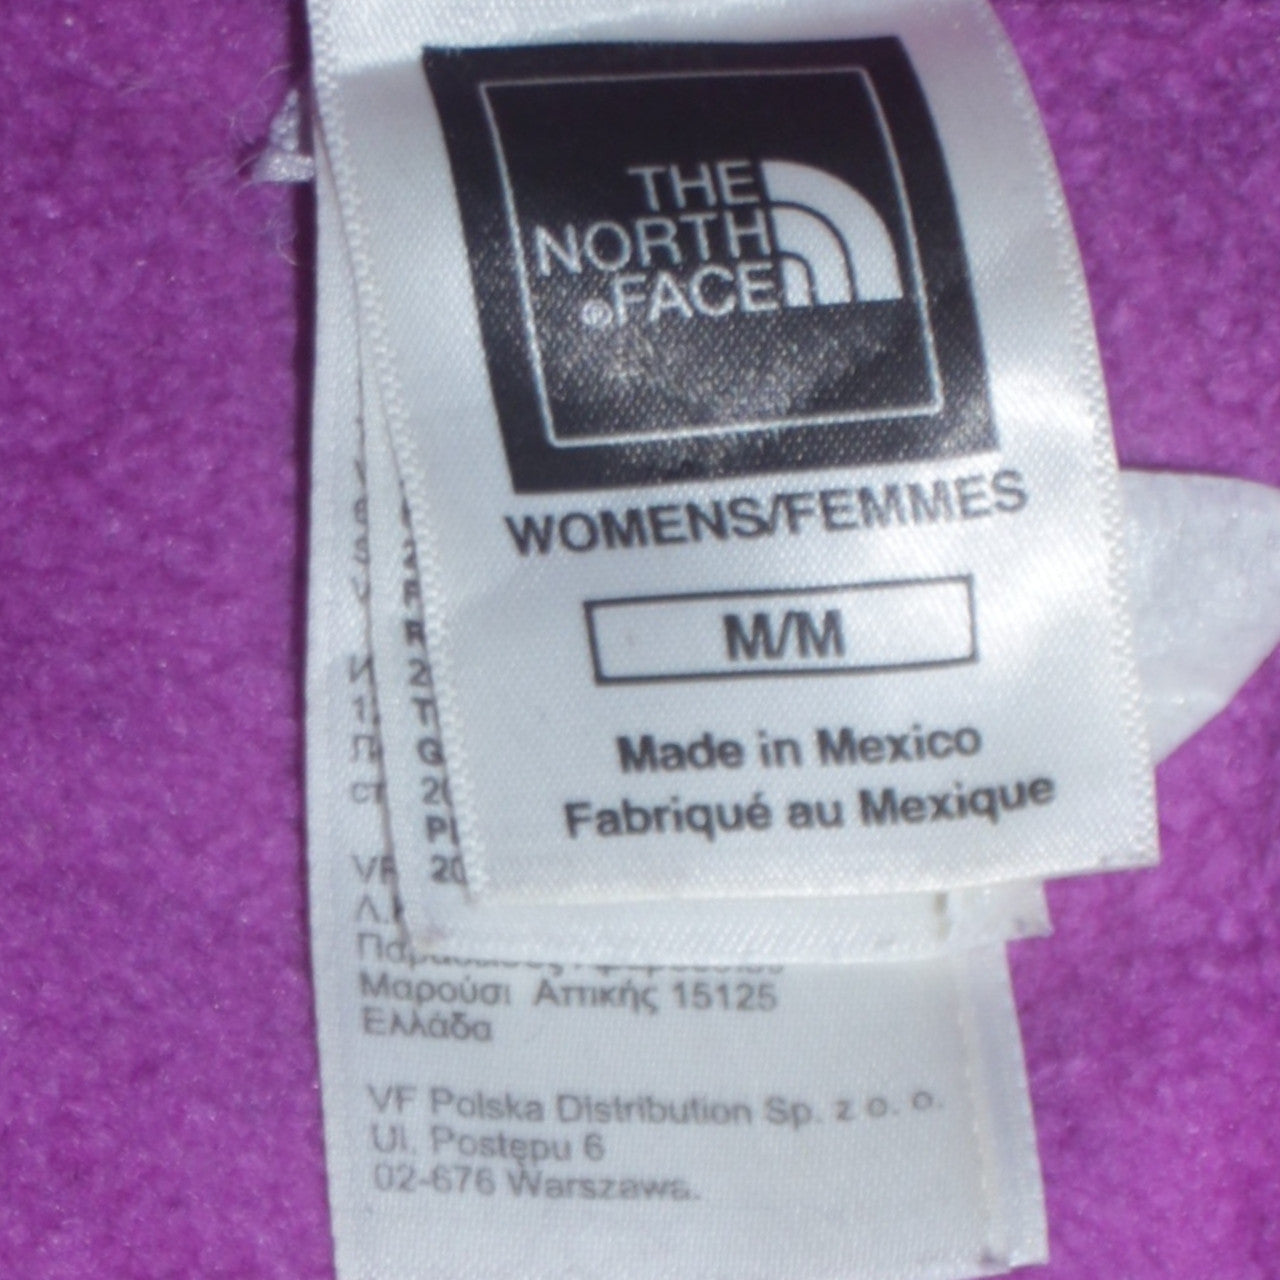 THE
NORTH
FACE
WOMENS/FEMMES
M/M
Made in Mexico
Fabriqué au Mexique
Μαρούσι Αττικής 15125
Ελλάδα
VF Polska Distribution Sp. z o. o.
Ul. Postępu 6
02-676 Warszawa.